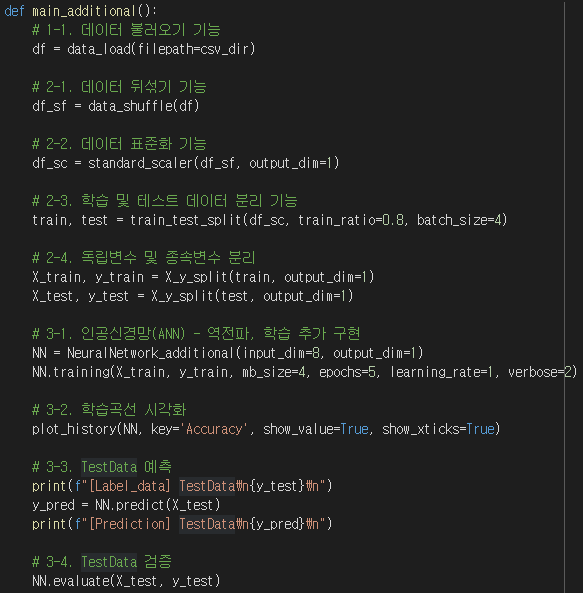 def main_additional():
# 1-1. 데이터 불러오기 기능
df = data_load(filepath=csv_dir)
# 2-1. 데이터 뒤섞기 기능
df_sf = data_shuffle(df)
# 2-2. 데이터 표준화 기능
df_sc = standard_scaler(df_sf, output_dim=1)
# 2-3. 학습 및 테스트 데이터 분리 기능
train, test = train_test_split(df_sc, train_ratio=0.8, batch_size=4)
# 2-4. 독립변수 및 종속변수 분리
X_train, y_train = X_y_split(train, output_dim=1)
X_test, y_test = X_y_split(test, output_dim=1)
# 3-1. 인공신경망(ANN) - 역전파, 학습 추가 구현
NN = NeuralNetwork_additional(input_dim=8, output_dim=1)
NN.training(X_train, y_train, mb_size=4, epochs=5, learning_rate=1, verbose=2)
# 3-2. 학습곡선 시각화
plot_history(NN, key='Accuracy', show_value=True, show_xticks=True)
# 3-3. TestData 예측
print(f"[Label_data] TestData₩n{y_test}₩n")
y_pred = NN.predict(X_test)
print(f"[Prediction] TestData₩n{y_pred}₩n")
# 3-4. TestData 검증
NN.evaluate(X_test, y_test)